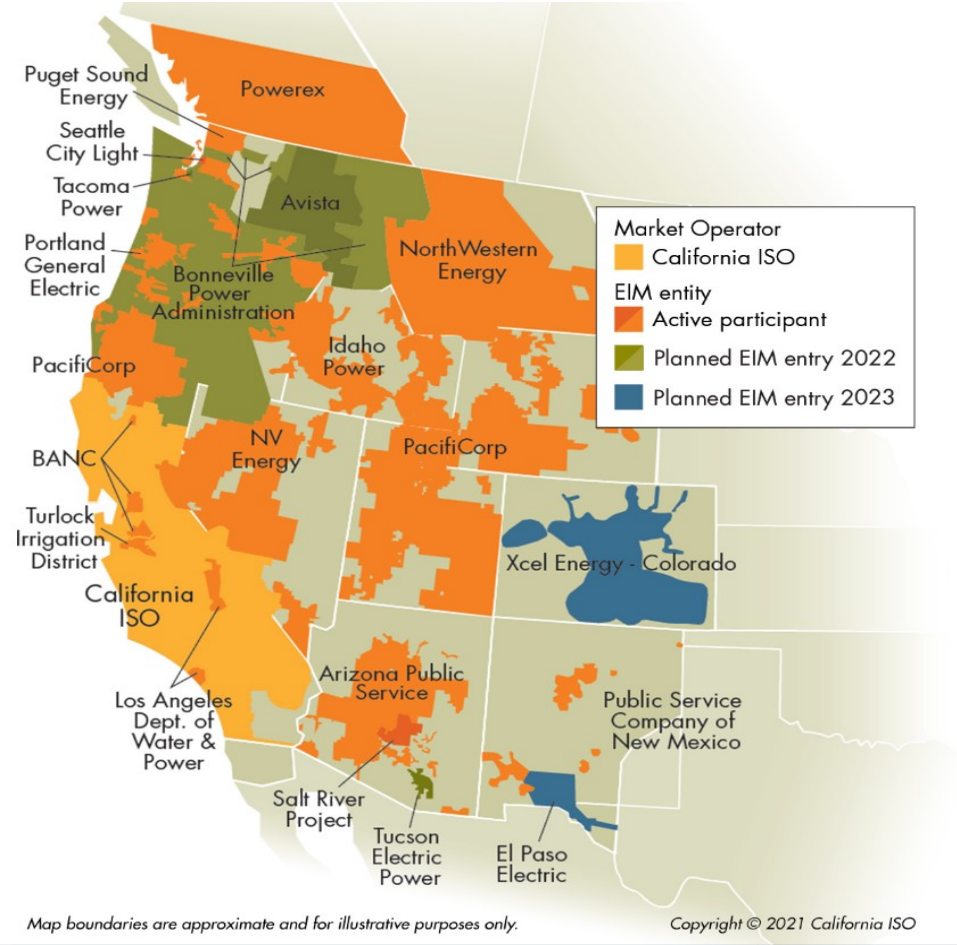 Powerex
Puget Sound
Energy
Seattle
City Light
Tacoma
Power
Avista
Portland
General
Electric
Bonneville
Power
Administration
NorthWestern
Energy
Market Operator
California ISO
EIM entity
Active participant
Planned EIM entry 2022
Planned EIM entry 2023
PacifiCorp
Idaho
Power
NV
Energy
PacifiCorp
BANC
Turlock
Irrigation
District
Xcel Energy - Colorado
California
ISO
Los Angeles
Dept. of
Water &
Power
Arizona Public
Service
Public Service
Company of
New Mexico
Salt River
Project
Tucson
Electric
Power
El Paso
Electric
Map boundaries are approximate and for illustrative purposes only.
Copyright © 2021 California ISO